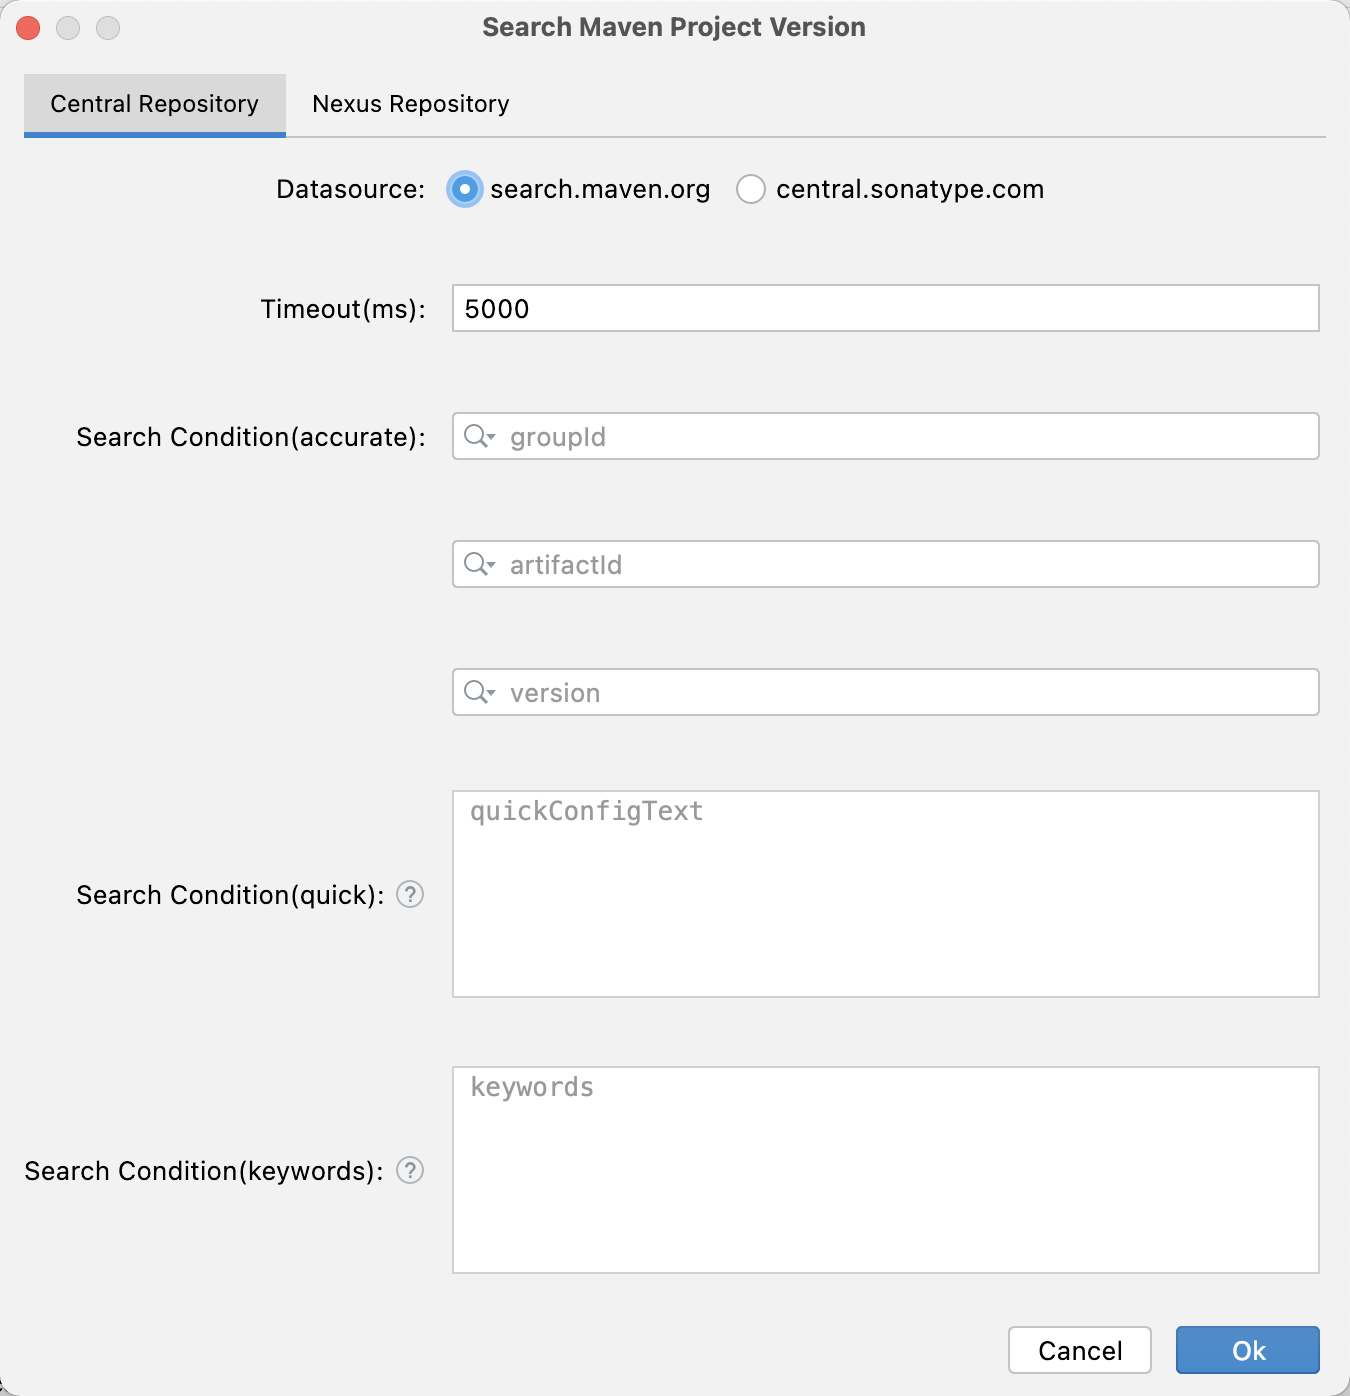 Search Maven Project Version
Central Repository Nexus Repository
Datasource: search.maven.org central.sonatype.com
Timeout(ms): 5000
Search Condition(accurate): groupId
artifactId
version
quickConfigText
Search Condition(quick): ?
keywords
Search Condition(keywords): ?
Cancel Ok